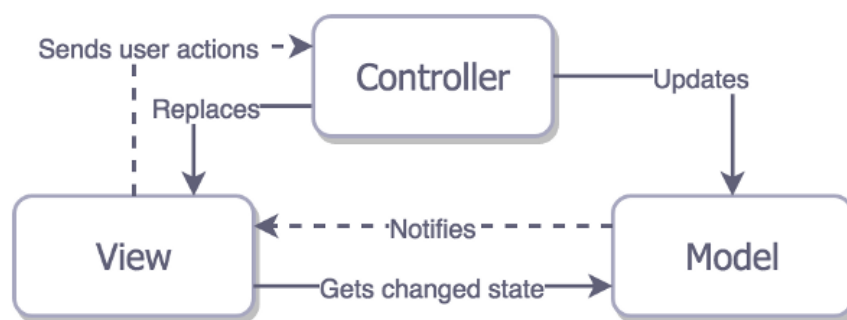 Sends user actions
Controller
Updates
Replaces
View
Notifies
Model
Gets changed state